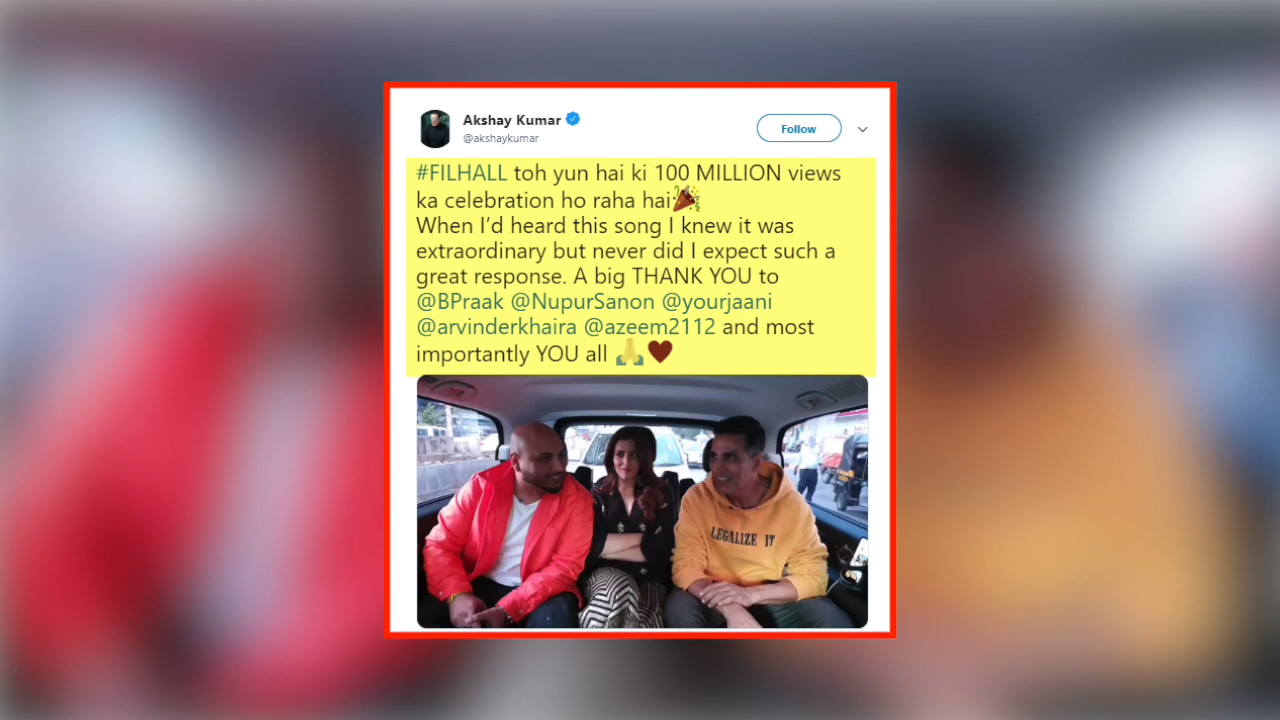 Akshay Kumar
@akshaykumar
Follow
#FILHALL toh yun hai ki 100 MILLION views
ka celebration ho raha hai🎉
When I’d heard this song I knew it was
extraordinary but never did I expect such a
great response. A big THANK YOU to
@BPraak @NupurSanon @yourjaani
@arvinderkhaira @azeem2112 and most
importantly YOU all 🙏♥
LEGALIZE IT